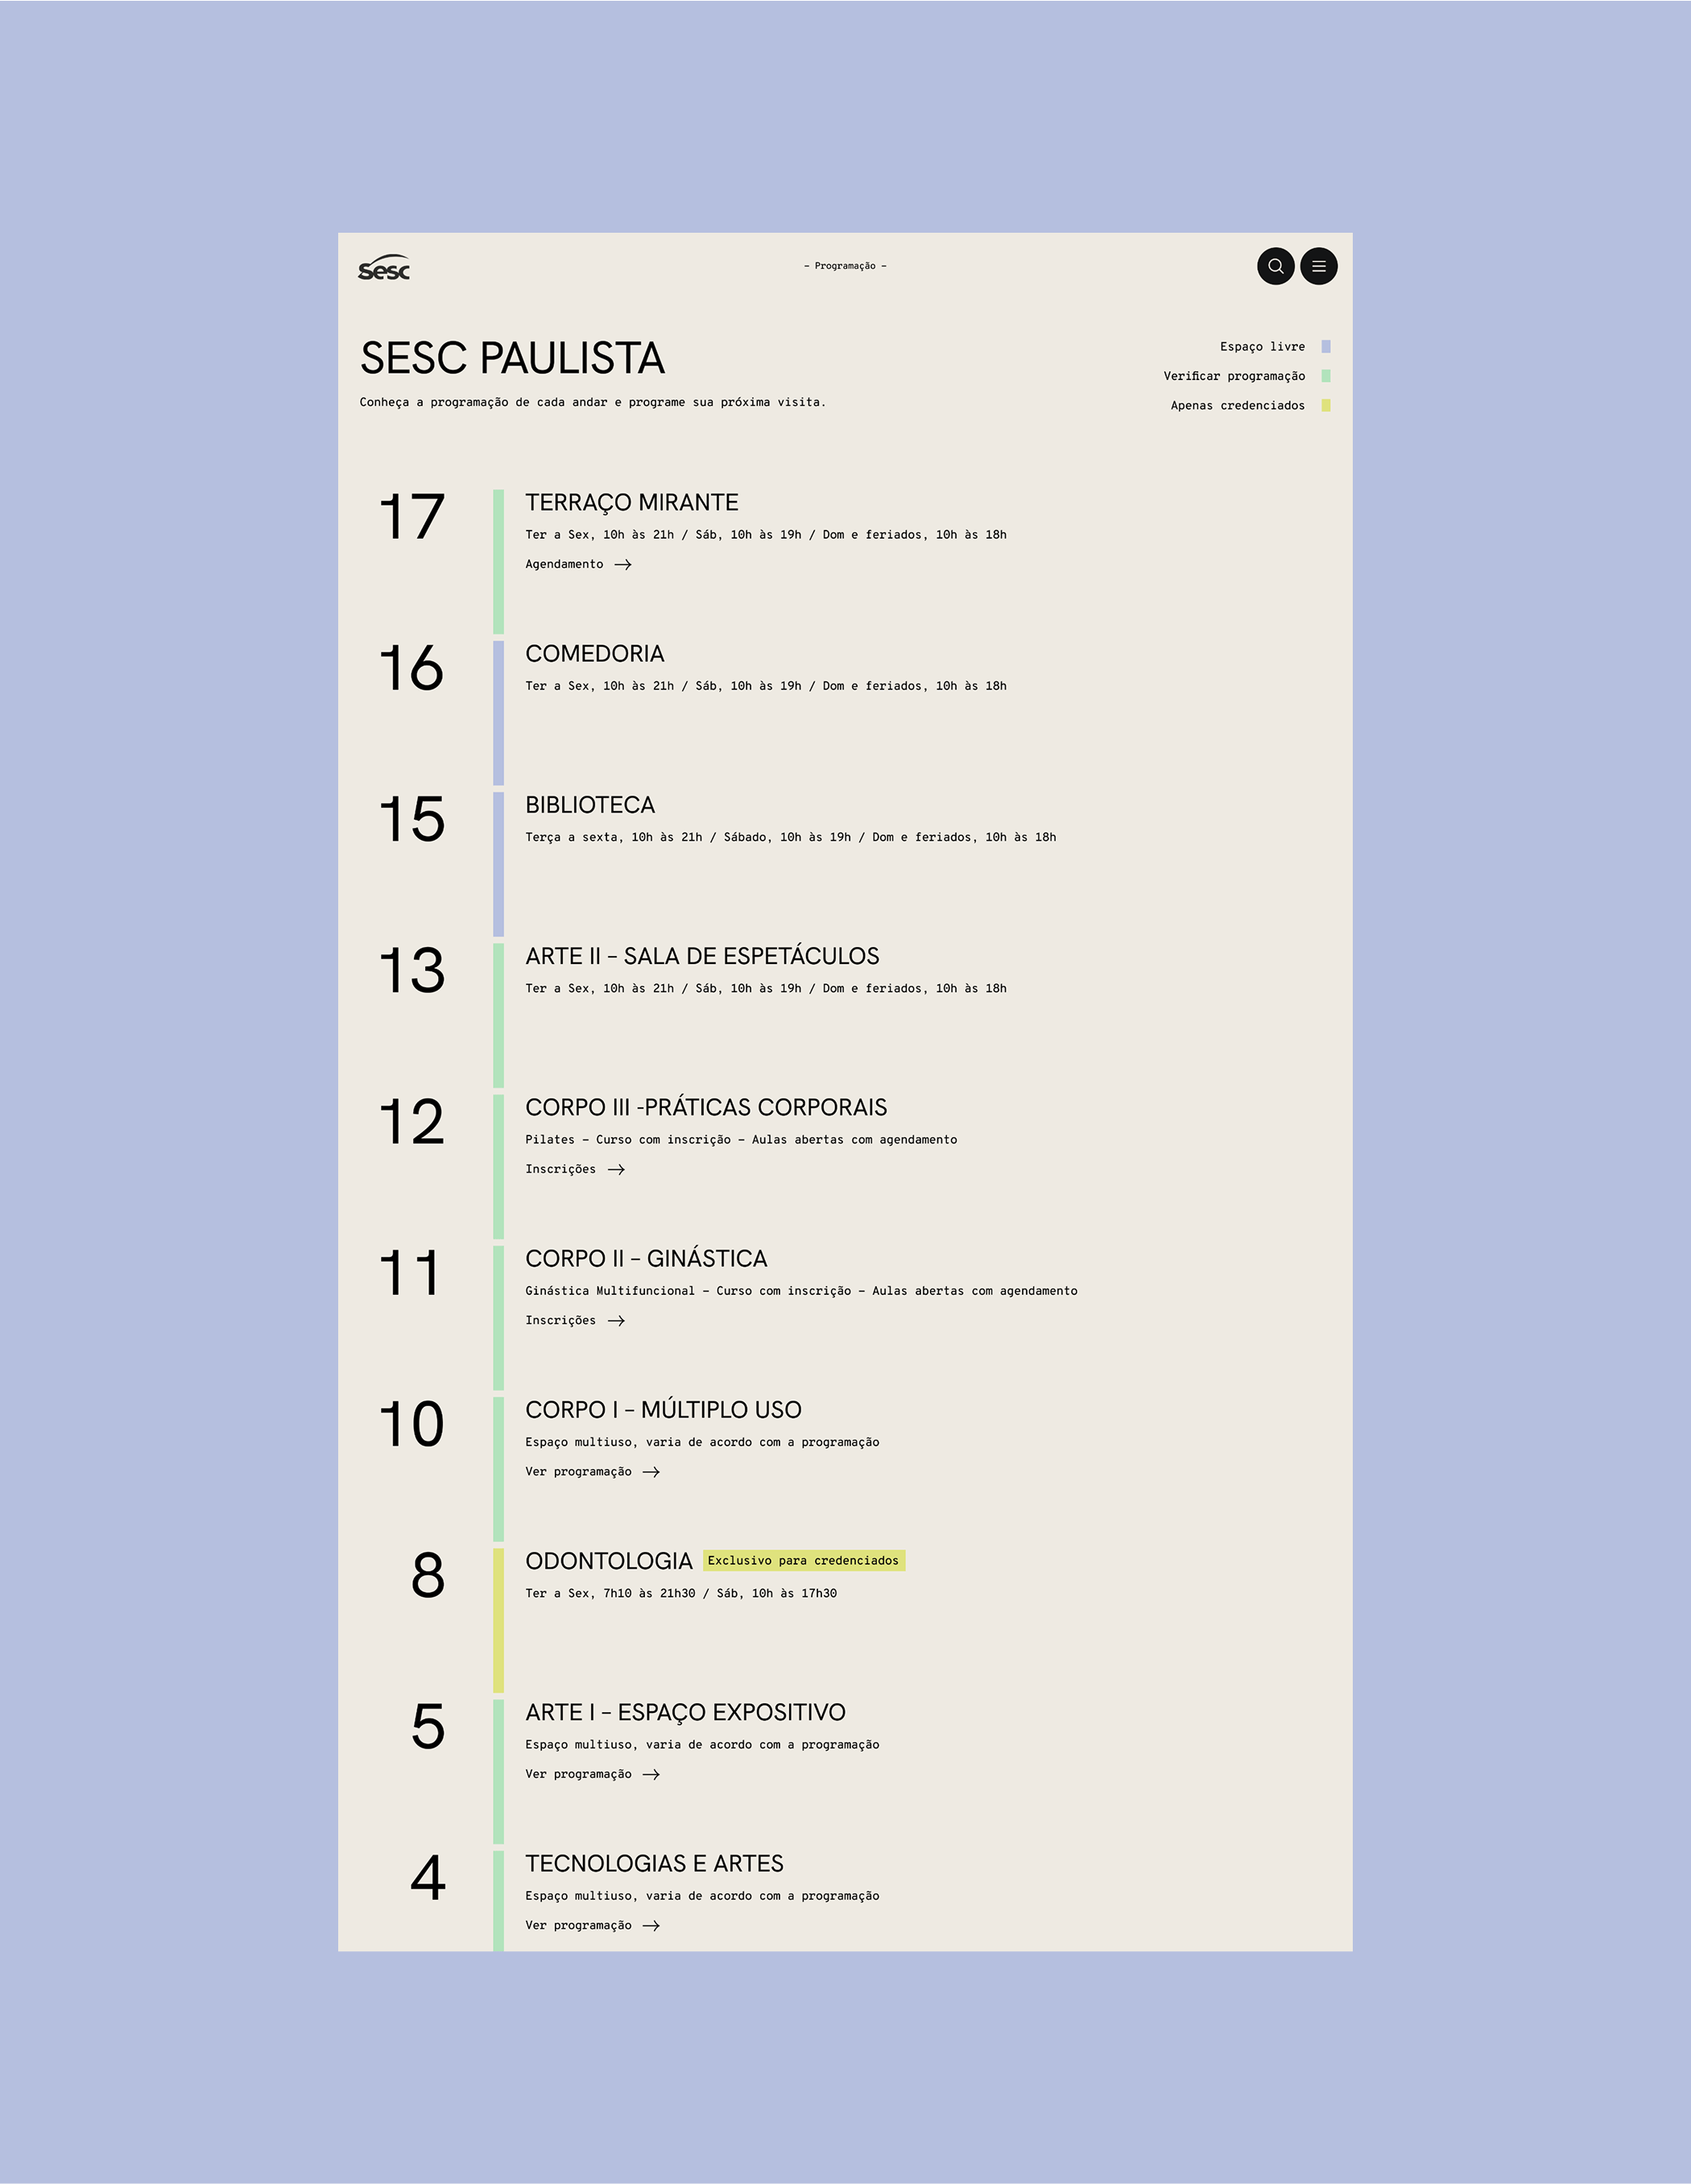 Sesc
– Programação –
SESC PAULISTA
Conheça a programação de cada andar e programe sua próxima visita.
Espaço livre
Verificar programação
Apenas credenciados
17
TERRAÇO MIRANTE
Ter a Sex, 10h às 21h / Sáb, 10h às 19h / Dom e feriados, 10h às 18h
Agendamento →
16
COMEDORIA
Ter a Sex, 10h às 21h / Sáb, 10h às 19h / Dom e feriados, 10h às 18h
15
BIBLIOTECA
Terça a sexta, 10h às 21h / Sábado, 10h às 19h / Dom e feriados, 10h às 18h
13
ARTE II – SALA DE ESPETÁCULOS
Ter a Sex, 10h às 21h / Sáb, 10h às 19h / Dom e feriados, 10h às 18h
12
CORPO III -PRÁTICAS CORPORAIS
Pilates – Curso com inscrição – Aulas abertas com agendamento
Inscrições →
11
CORPO II – GINÁSTICA
Ginástica Multifuncional – Curso com inscrição – Aulas abertas com agendamento
Inscrições →
10
CORPO I – MÚLTIPLO USO
Espaço multiuso, varia de acordo com a programação
Ver programação →
8
ODONTOLOGIA Exclusivo para credenciados
Ter a Sex, 7h10 às 21h30 / Sáb, 10h às 17h30
5
ARTE I – ESPAÇO EXPOSITIVO
Espaço multiuso, varia de acordo com a programação
Ver programação →
4
TECNOLOGIAS E ARTES
Espaço multiuso, varia de acordo com a programação
Ver programação →